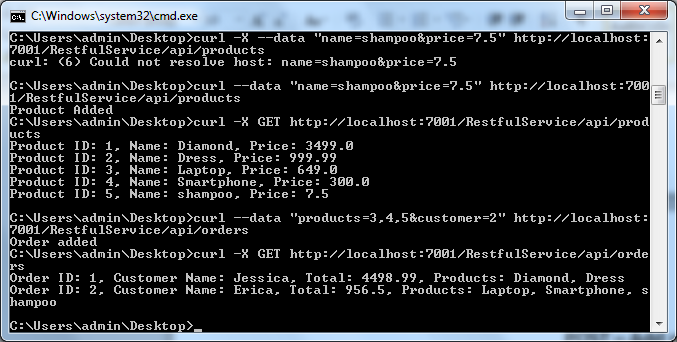 C:\Windows\system32\cmd.exe
C:\Users\admin\Desktop>curl -X --data "name=shampoo&price=7.5" http://localhost:
7001/RestfulService/api/products
curl: (6) Could not resolve host: name=shampoo&price=7.5
C:\Users\admin\Desktop>curl --data "name=shampoo&price=7.5" http://localhost:700
1/RestfulService/api/products
Product Added
C:\Users\admin\Desktop>curl -X GET http://localhost:7001/RestfulService/api/prod
ucts
Product ID: 1, Name: Diamond, Price: 3499.0
Product ID: 2, Name: Dress, Price: 999.99
Product ID: 3, Name: Laptop, Price: 649.0
Product ID: 4, Name: Smartphone, Price: 300.0
Product ID: 5, Name: shampoo, Price: 7.5
C:\Users\admin\Desktop>curl --data "products=3,4,5&customer=2" http://localhost:
7001/RestfulService/api/orders
Order added
C:\Users\admin\Desktop>curl -X GET http://localhost:7001/RestfulService/api/orde
rs
Order ID: 1, Customer Name: Jessica, Total: 4498.99, Products: Diamond, Dress
Order ID: 2, Customer Name: Erica, Total: 956.5, Products: Laptop, Smartphone, s
hampoo
C:\Users\admin\Desktop>_